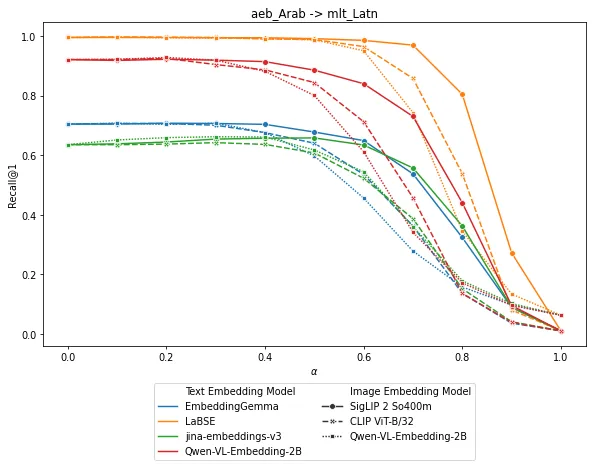 aeb_Arab -> mlt_Latn
1.0
0.8
0.6
0.4
0.2
0.0
Recall@1
0.0 0.2 0.4 0.6 0.8 1.0
α
Text Embedding Model Image Embedding Model
EmbeddingGemma SigLIP 2 So400m
LaBSE CLIP ViT-B/32
jina-embeddings-v3 Qwen-VL-Embedding-2B
Qwen-VL-Embedding-2B